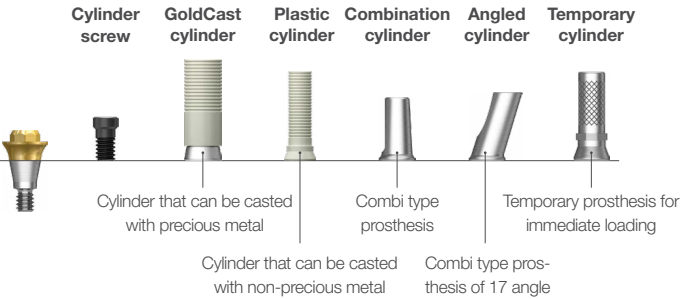 Cylinder
screw
GoldCast
cylinder
Plastic
cylinder
Combination
cylinder
Angled
cylinder
Temporary
cylinder
Cylinder that can be casted
with precious metal
Combi type
prosthesis
Temporary prosthesis for
immediate loading
Cylinder that can be casted
with non-precious metal
Combi type pros-
thesis of 17 angle